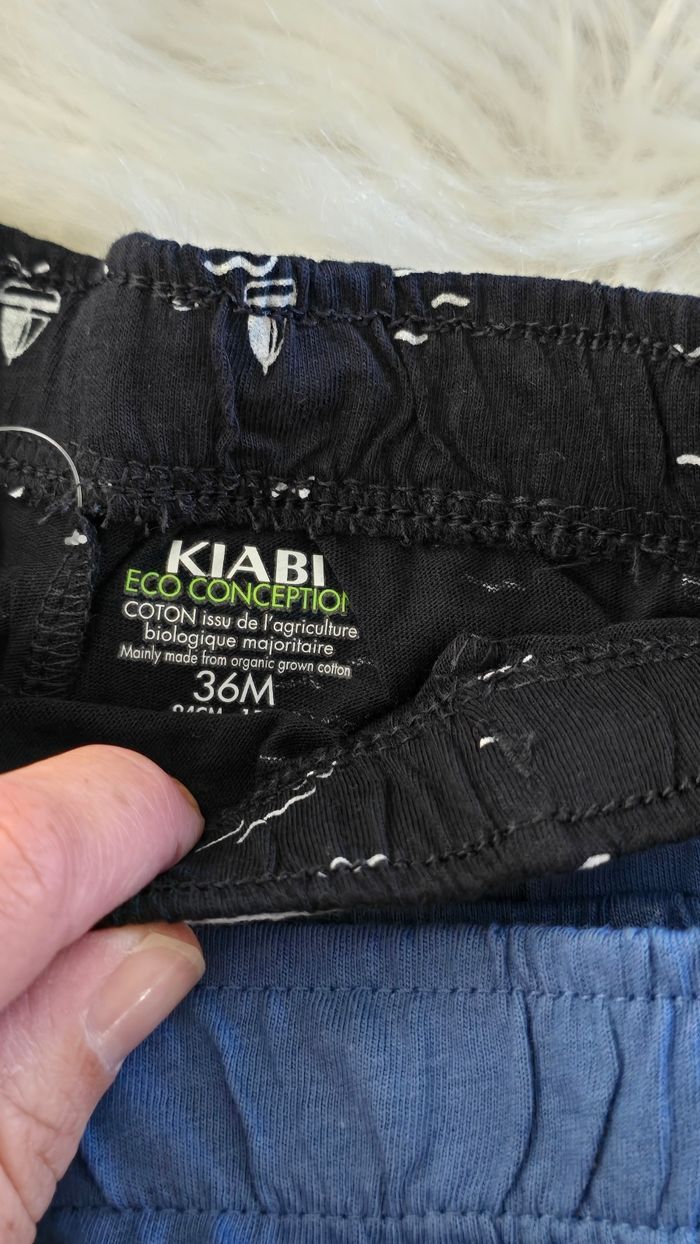 KIABI
ECO CONCEPTION
COTON issu de l'agriculture
biologique majoritaire
Mainly made from organic grown cotton
36M